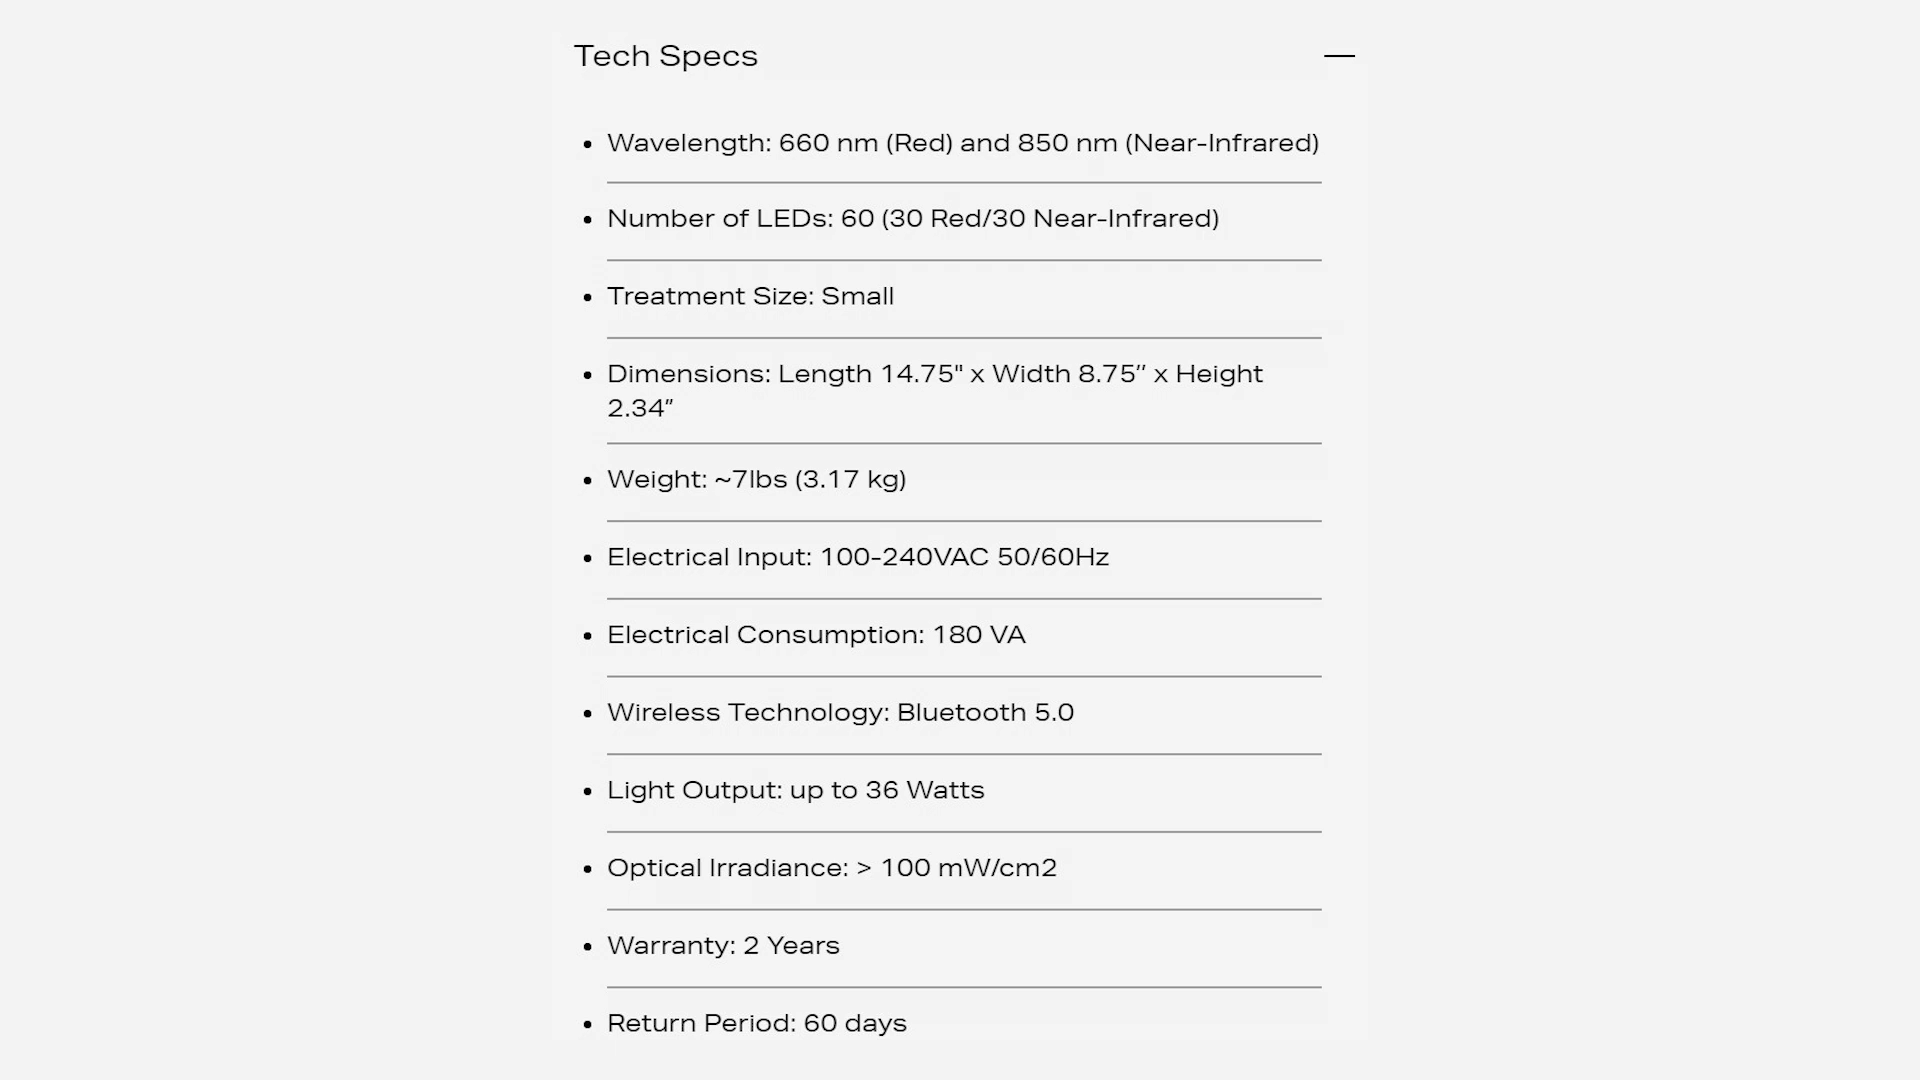 Tech Specs
Wavelength: 660 nm (Red) and 850 nm (Near-Infrared)
Number of LEDs: 60 (30 Red/30 Near-Infrared)
Treatment Size: Small
Dimensions: Length 14.75" x Width 8.75’’ x Height
2.34”
Weight: ~7lbs (3.17 kg)
Electrical Input: 100-240VAC 50/60Hz
Electrical Consumption: 180 VA
Wireless Technology: Bluetooth 5.0
Light Output: up to 36 Watts
Optical Irradiance: > 100 mW/cm2
Warranty: 2 Years
Return Period: 60 days